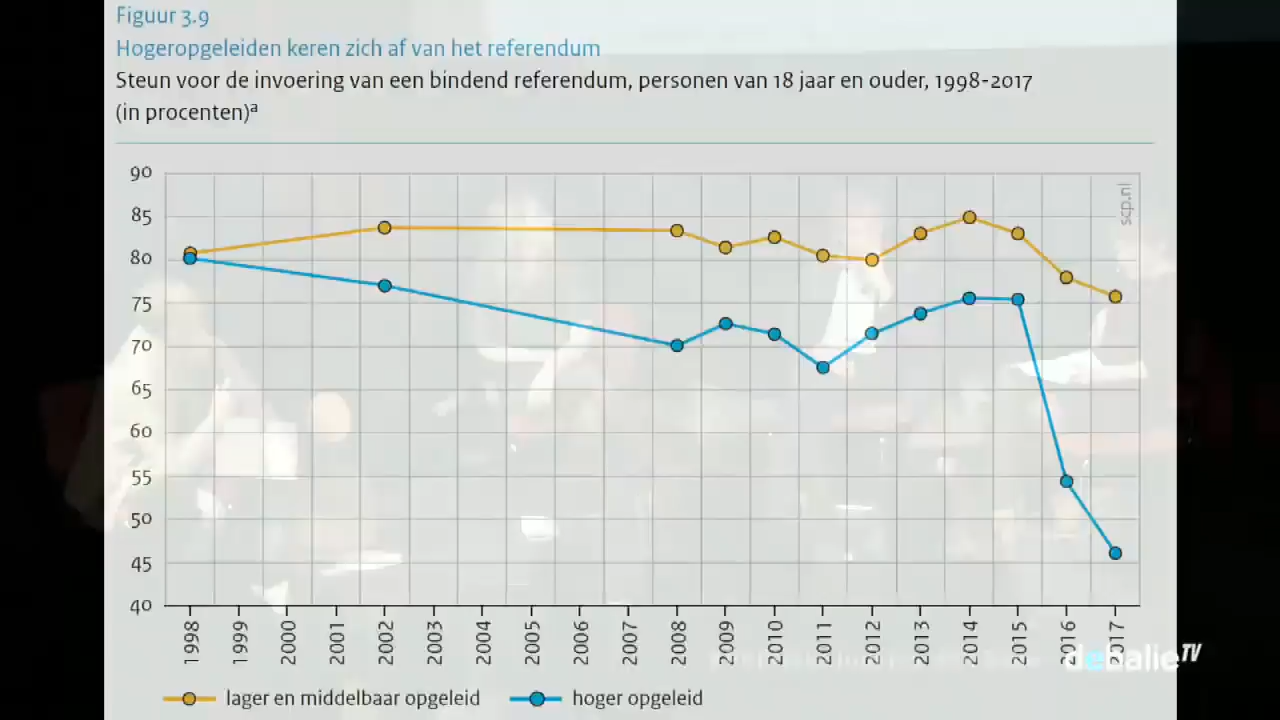 Figuur 3.9
Hogeropgeleiden keren zich af van het referendum
Steun voor de invoering van een bindend referendum, personen van 18 jaar en ouder, 1998-2017
(in procenten)ª
90
85
80
75
70
65
60
55
50
45
40
scp.nl
1998 1999 2000 2001 2002 2003 2004 2005 2006 2007 2008 2009 2010 2011 2012 2013 2014 2015 2016 2017
lager en middelbaar opgeleid hoger opgeleid
debalie TV